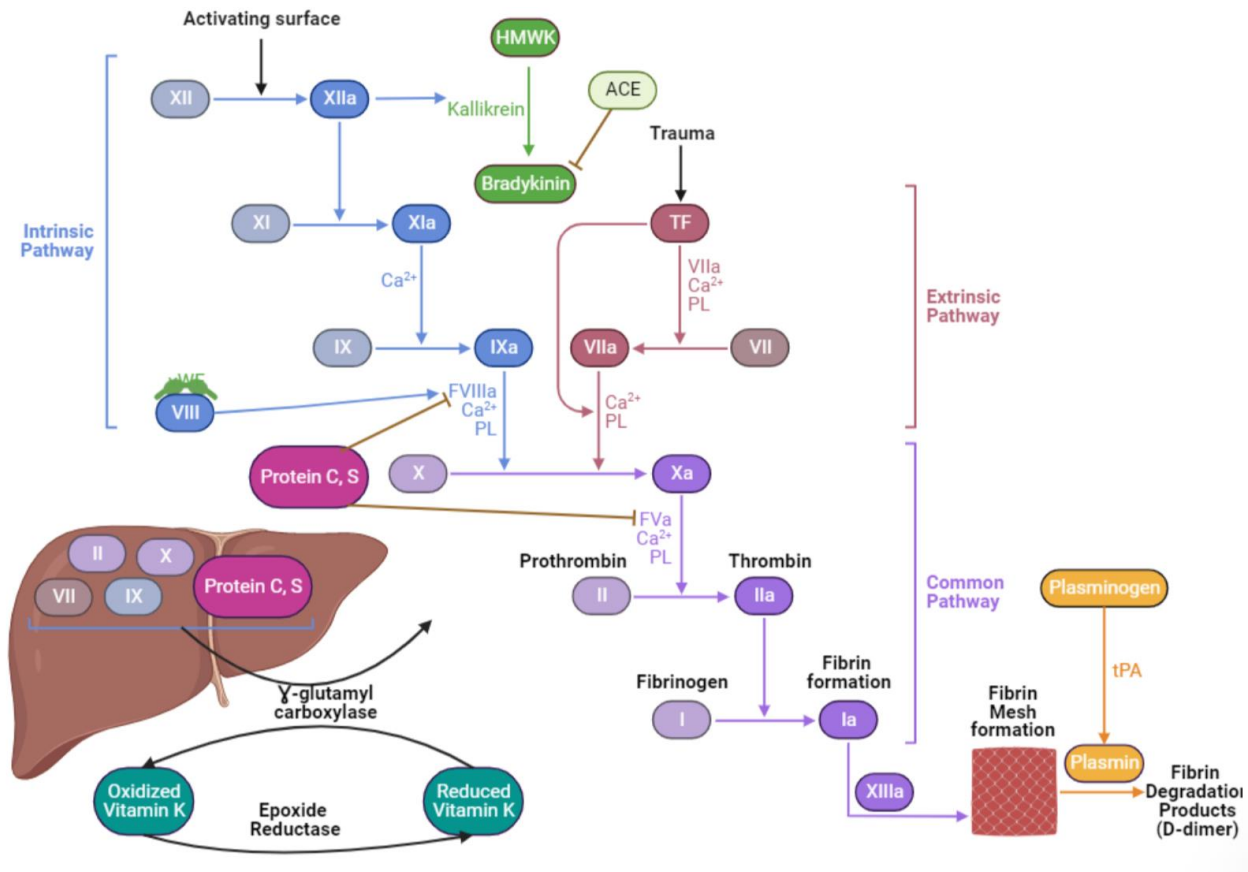 Activating surface
HMWK
XII
XIIa
Kallikrein
ACE
Trauma
Bradykinin
Intrinsic
Pathway
XI
XIa
TF
Ca²⁺
VIIa
Ca²⁺
PL
Extrinsic
Pathway
IX
IXa
VIIa
VII
vWF
VIII
FVIIIa
Ca²⁺
PL
Ca²⁺
PL
Protein C, S
X
Xa
FVa
Ca²⁺
PL
Prothrombin
Thrombin
II
IIa
Common
Pathway
II
X
VII
IX
Protein C, S
Plasminogen
tPA
Ɣ-glutamyl
carboxylase
Fibrinogen
Fibrin
formation
I
Ia
Fibrin
Mesh
formation
Plasmin
XIIIa
Fibrin
Degradation
Products
(D-dimer)
Oxidized
Vitamin K
Epoxide
Reductase
Reduced
Vitamin K